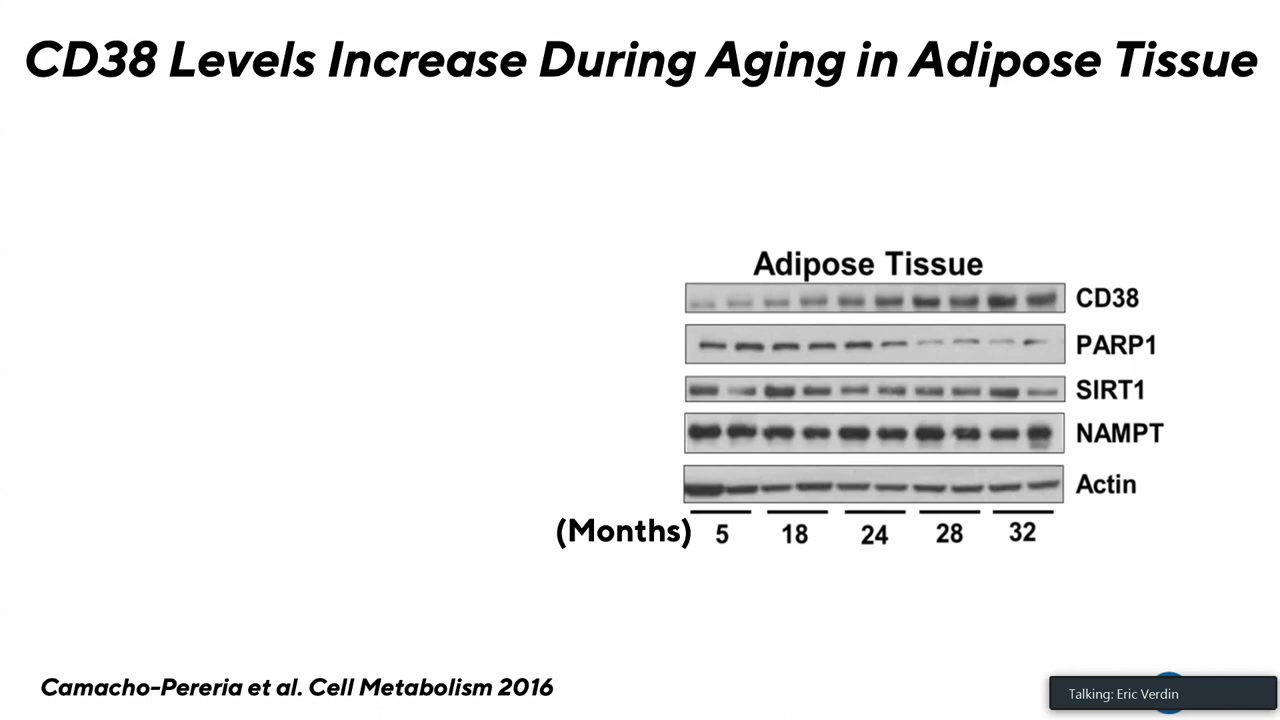 CD38 Levels Increase During Aging in Adipose Tissue
Adipose Tissue
CD38
PARP1
SIRT1
NAMPT
Actin
(Months) 5 18 24 28 32
Camacho-Pereria et al. Cell Metabolism 2016
Talking: Eric Verdin